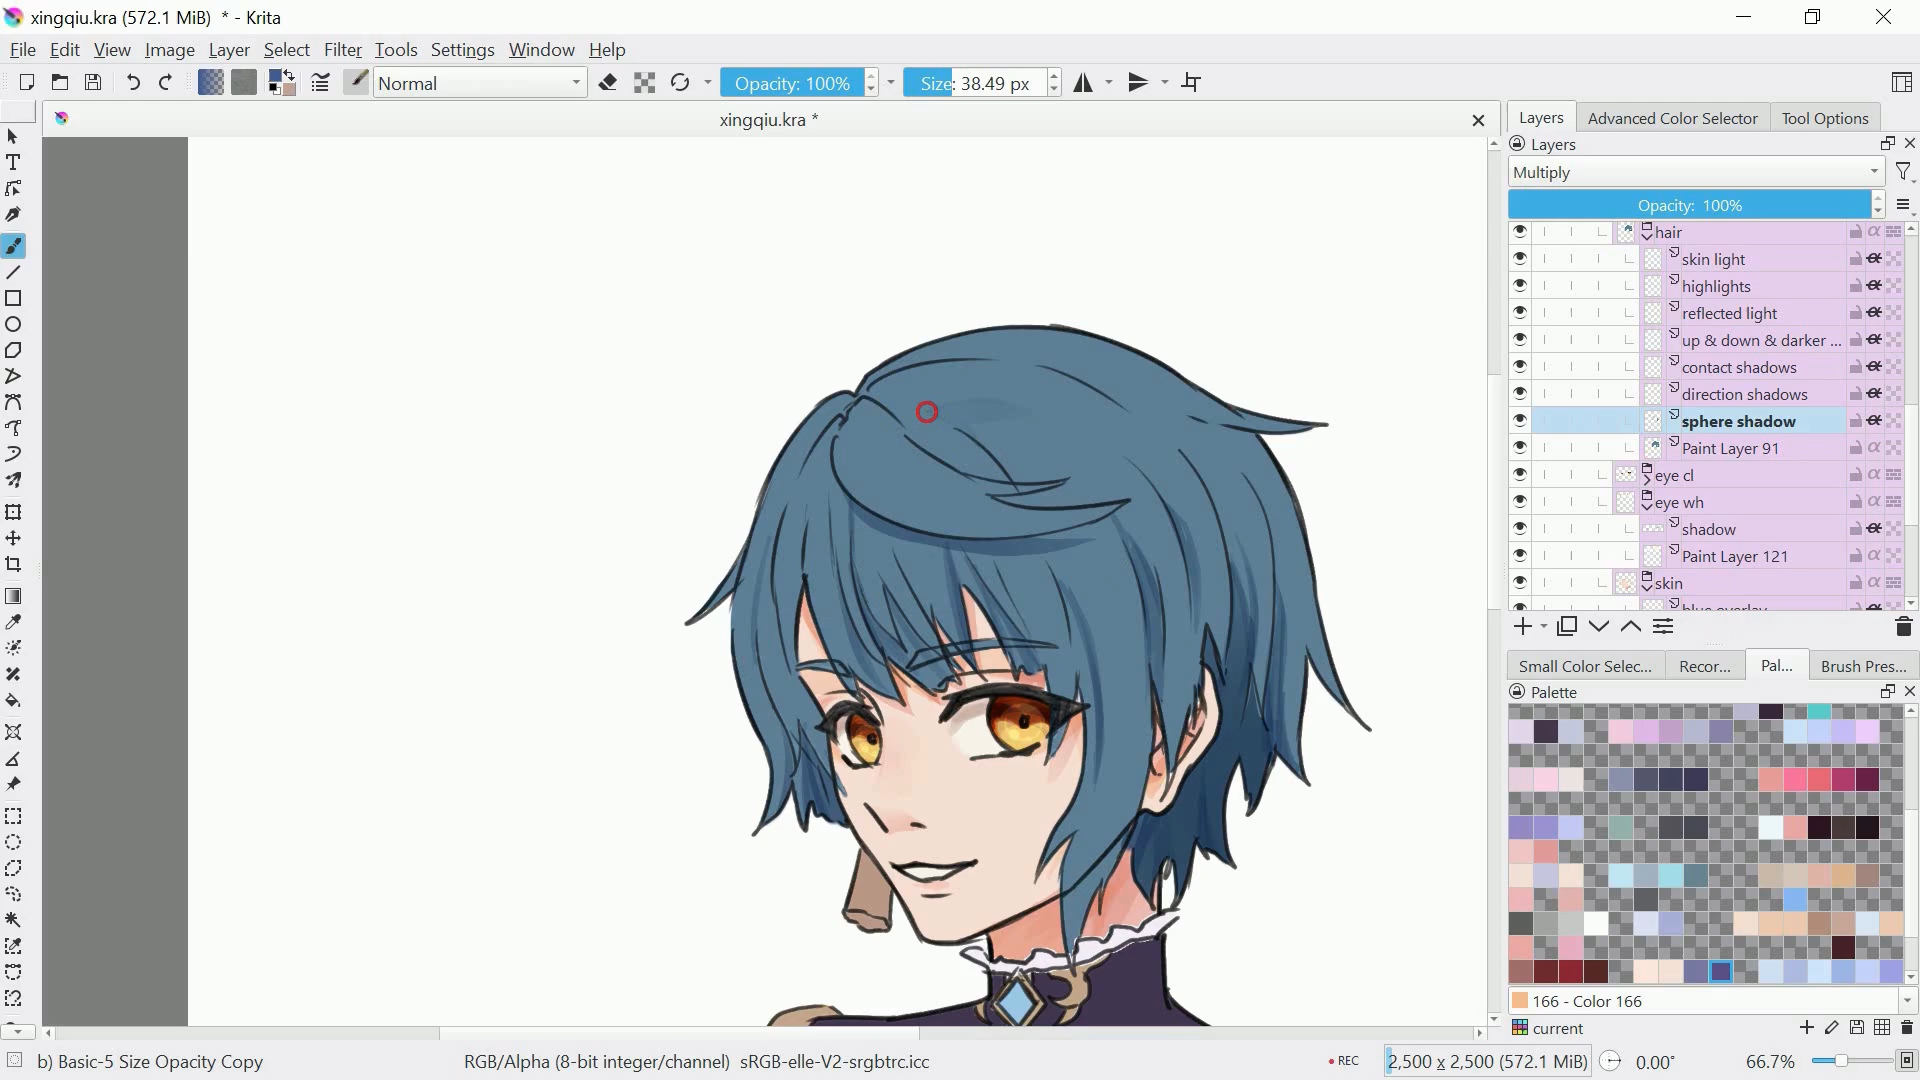 xingqiu.kra (572.1 MiB) * - Krita
File Edit View Image Layer Select Filter Tools Settings Window Help
Normal
Opacity: 100%
Size: 38.49 px
xingqiu.kra *
Layers
Advanced Color Selector
Tool Options
Layers
Multiply
Opacity: 100%
hair
skin light
highlights
reflected light
up & down & darker ...
contact shadows
direction shadows
sphere shadow
Paint Layer 91
eye cl
eye wh
shadow
Paint Layer 121
skin
Small Color Selec...
Recor...
Pal...
Brush Pres...
Palette
166 - Color 166
current
b) Basic-5 Size Opacity Copy
RGB/Alpha (8-bit integer/channel) sRGB-elle-V2-srgbtrc.icc
REC
2,500 x 2,500 (572.1 MiB)
0.00°
66.7%